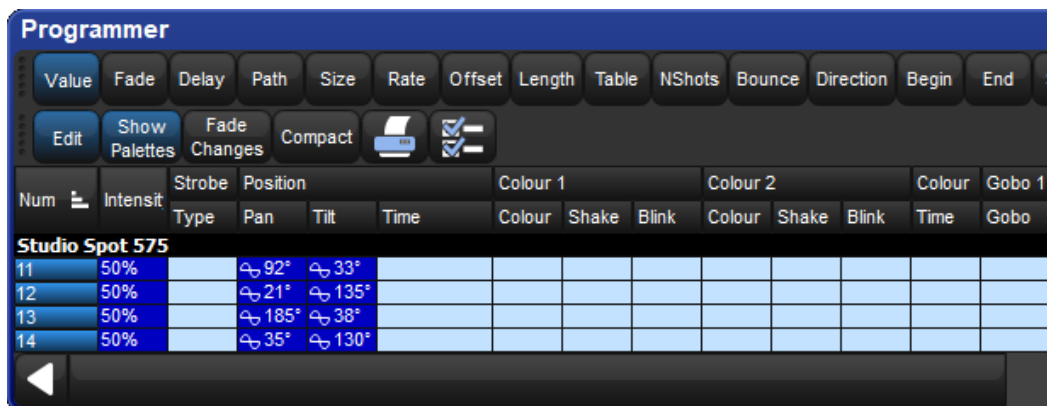 Programmer
Value Fade Delay Path Size Rate Offset Length Table NShots Bounce Direction Begin End
Edit Show Palettes Fade Changes Compact
Num Intensit Strobe Position Colour 1 Colour 2 Colour Gobo 1
Type Pan Tilt Time Colour Shake Blink Colour Shake Blink Time Gobo
Studio Spot 575
11 50% 92° 33°
12 50% 21° 135°
13 50% 185° 38°
14 50% 35° 130°